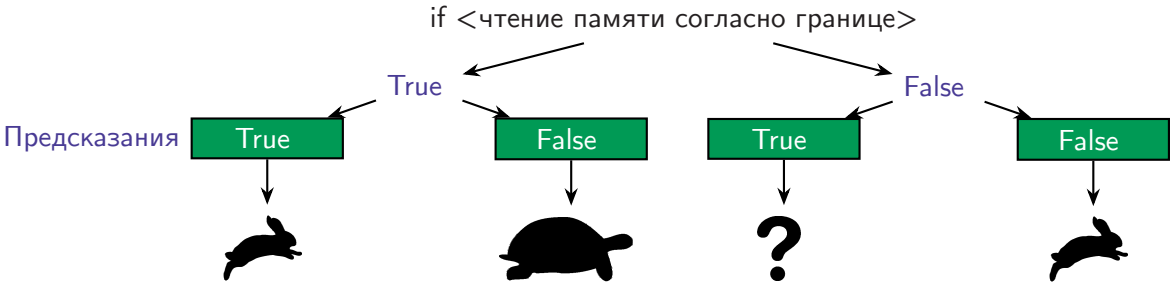 if <чтение памяти согласно границе>
True
False
Предсказания
True
False
True
False
?